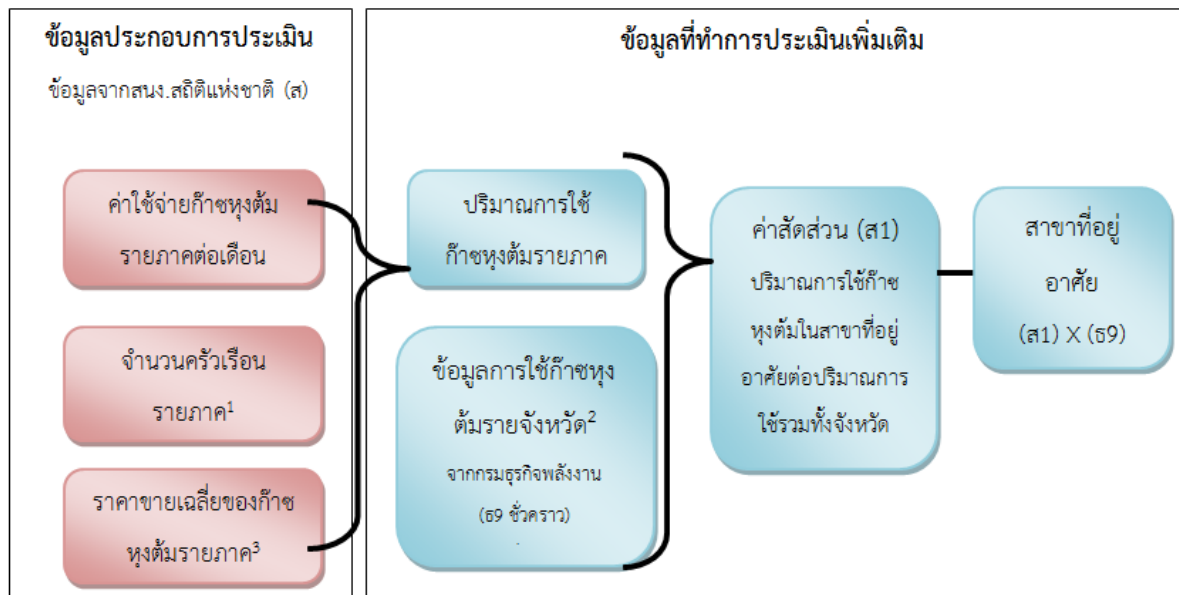 ข้อมูลประกอบการประเมิน
ข้อมูลจากสนง.สถิติแห่งชาติ (ส)
ค่าใช้จ่ายก๊าซหุงต้ม
รายภาคต่อเดือน
จำนวนครัวเรือน
รายภาค¹
ราคาขายเฉลี่ยของก๊าซ
หุงต้มรายภาค³
ข้อมูลที่ทำการประเมินเพิ่มเติม
ปริมาณการใช้
ก๊าซหุงต้มรายภาค
ข้อมูลการใช้ก๊าซหุง
ต้มรายจังหวัด²
จากกรมธุรกิจพลังงาน
(ธ9 ชั่วคราว)
ค่าสัดส่วน (ส1)
ปริมาณการใช้ก๊าซ
หุงต้มในสาขาที่อยู่
อาศัยต่อปริมาณการ
ใช้รวมทั้งจังหวัด
สาขาที่อยู่
อาศัย
(ส1) X (ธ9)